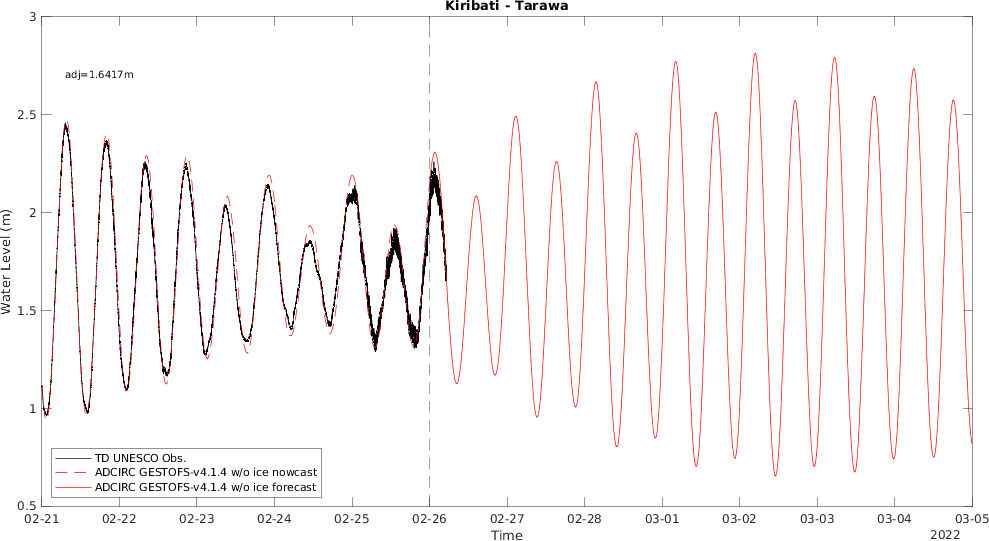 Kiribati - Tarawa
3
adj=1.6417m
2.5
2
Water Level (m)
1.5
1
TD UNESCO Obs.
ADCIRC GESTOFS-v4.1.4 w/o ice nowcast
ADCIRC GESTOFS-v4.1.4 w/o ice forecast
0.5
02-21 02-22 02-23 02-24 02-25 02-26 02-27 02-28 03-01 03-02 03-03 03-04 03-05
Time
2022